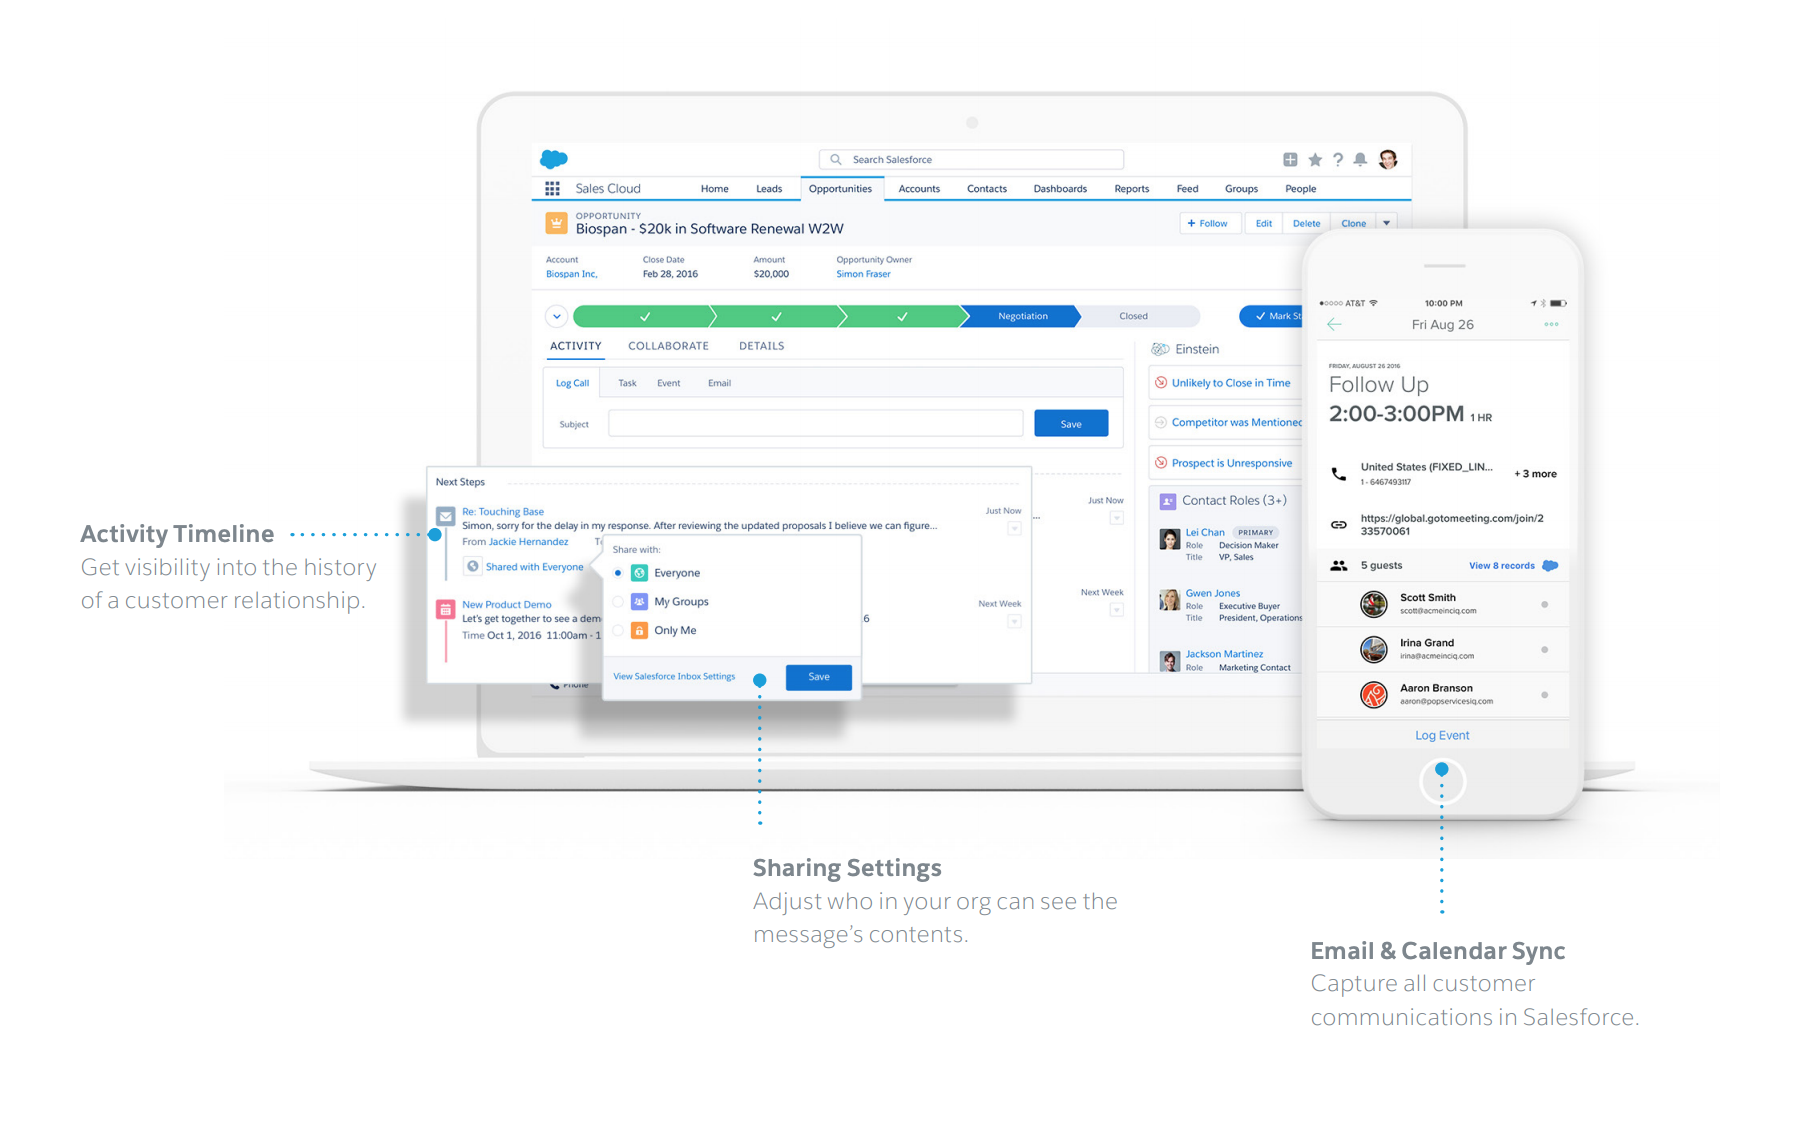 Search Salesforce
Sales Cloud Home Leads Opportunities Accounts Contacts Dashboards Reports Feed Groups People
OPPORTUNITY
Biospan - $20k in Software Renewal W2W
+ Follow Edit Delete Clone
Account Close Date Amount Opportunity Owner
Biospan Inc, Feb 28, 2016 $20,000 Simon Fraser
Negotiation Closed Mark St
ACTIVITY COLLABORATE DETAILS
Log Call Task Event Email
Subject Save
Einstein
Unlikely to Close in Time
Competitor was Mentioned
Prospect is Unresponsive
Contact Roles (3+)
Lei Chan PRIMARY
Role Decision Maker
Title VP, Sales
Gwen Jones
Role Executive Buyer
Title President, Operations
Jackson Martinez
Role Marketing Contact
Just Now
...
Next Week
Next Steps
Re: Touching Base
Just Now
Simon, sorry for the delay in my response. After reviewing the updated proposals I believe we can figure...
From Jackie Hernandez
Shared with Everyone
New Product Demo
Next Week
Let's get together to see a dem
6
Time Oct 1, 2016 11:00am - 1
Phone
Share with:
Everyone
My Groups
Only Me
View Salesforce Inbox Settings Save
AT&T 10:00 PM
Fri Aug 26
FRIDAY, AUGUST 26 2016
Follow Up
2:00-3:00PM 1 HR
United States (FIXED_LIN... + 3 more
1 - 6467493117
https://global.gotomeeting.com/join/2
33570061
5 guests View 8 records
Scott Smith
scott@acmeinciq.com
Irina Grand
irina@acmeinciq.com
Aaron Branson
aaron@popservicesiq.com
Log Event
Activity Timeline
Get visibility into the history
of a customer relationship.
Sharing Settings
Adjust who in your org can see the
message's contents.
Email & Calendar Sync
Capture all customer
communications in Salesforce.